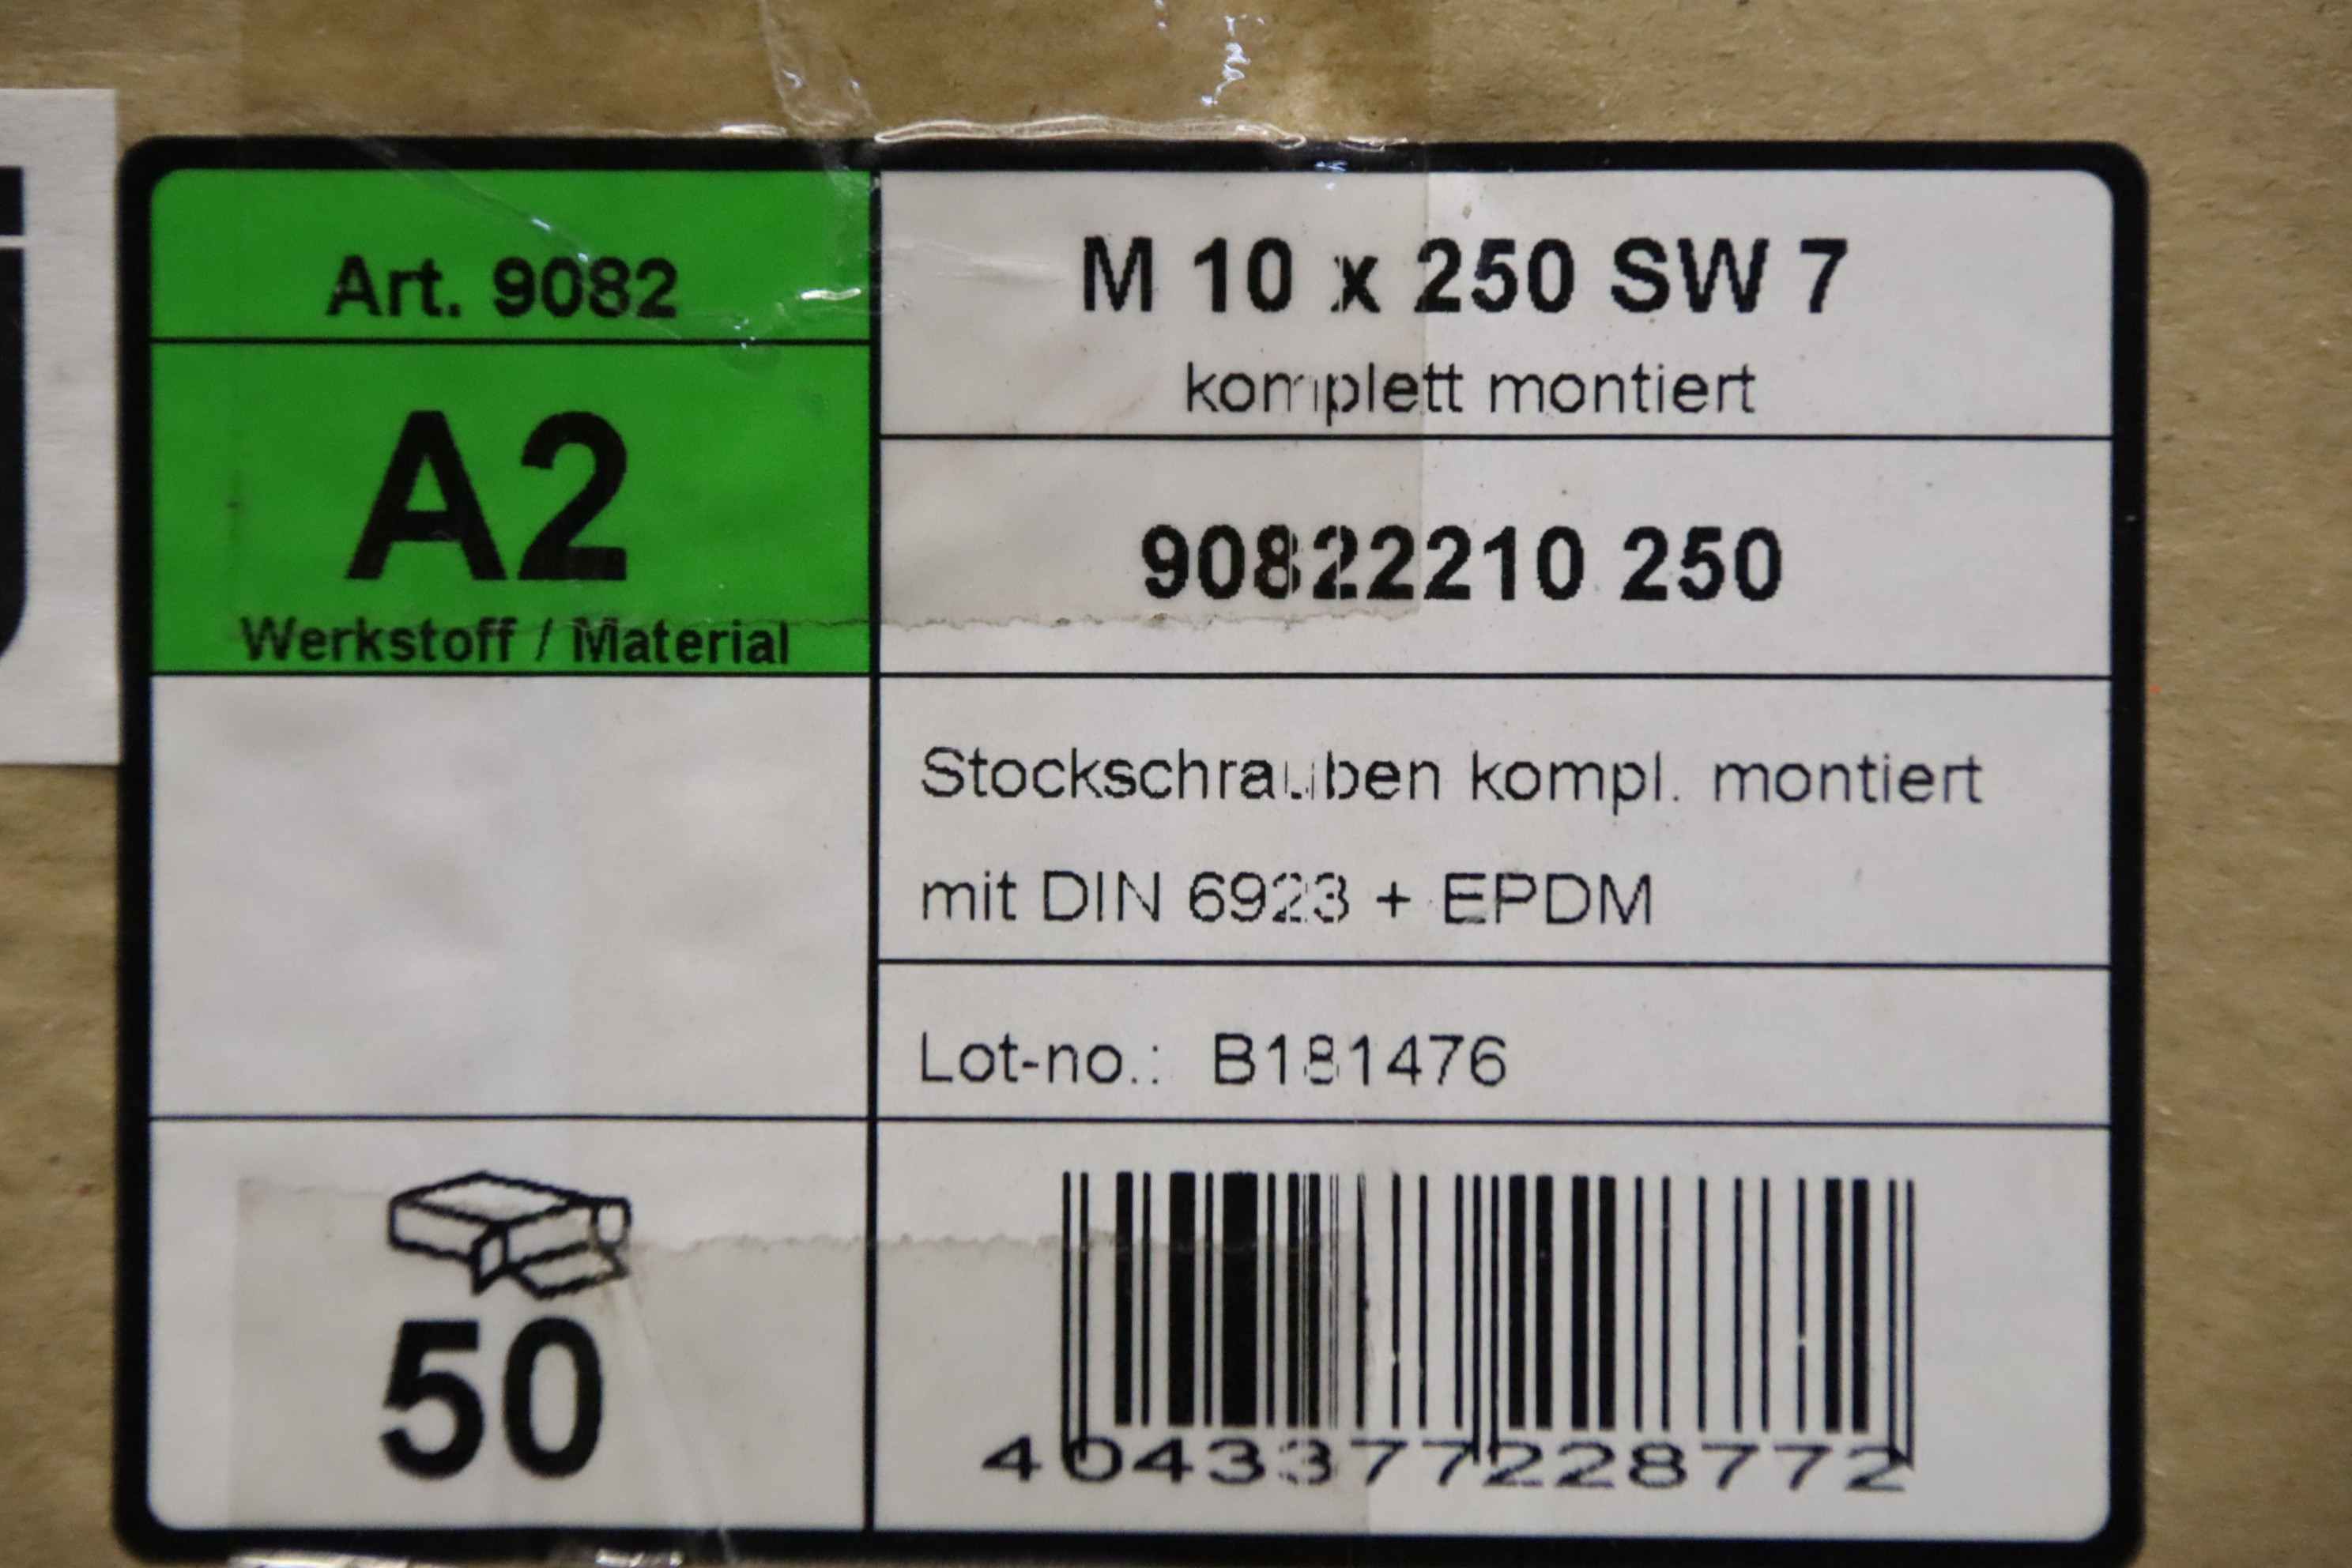 Art. 9082
A2
Werkstoff / Material
M 10 x 250 SW 7
komplett montiert
90822210 250
Stockschrauben kompl. montiert
mit DIN 6923 + EPDM
Lot-no.: B181476
50
4043377228772